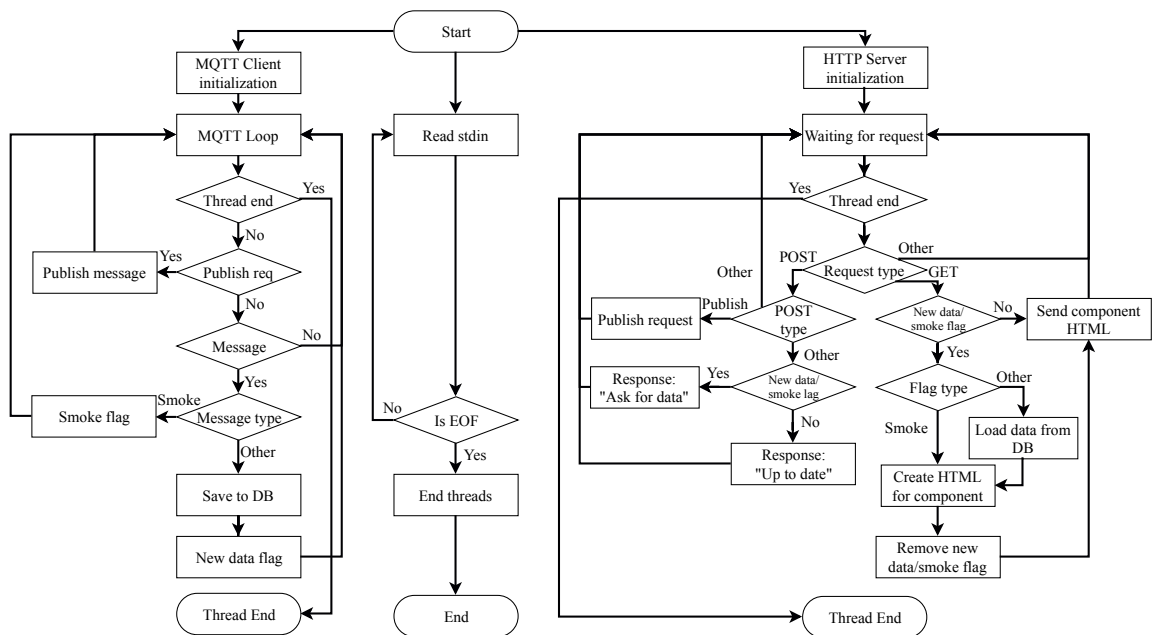 Start
MQTT Client
initialization
HTTP Server
initialization
MQTT Loop
Read stdin
Waiting for request
Thread end
Yes
No
Publish req
Yes
Publish message
No
Message
No
Yes
Message type
Smoke
Smoke flag
Other
Save to DB
New data flag
Thread End
Is EOF
No
Yes
End threads
End
Yes
Thread end
Request type
POST
Other
GET
Other
Publish
Publish request
POST
type
Other
New data/
smoke lag
Yes
Response:
"Ask for data"
No
Response:
"Up to date"
New data/
smoke flag
No
Send component
HTML
Yes
Flag type
Other
Load data from
DB
Smoke
Create HTML
for component
Remove new
data/smoke flag
Thread End